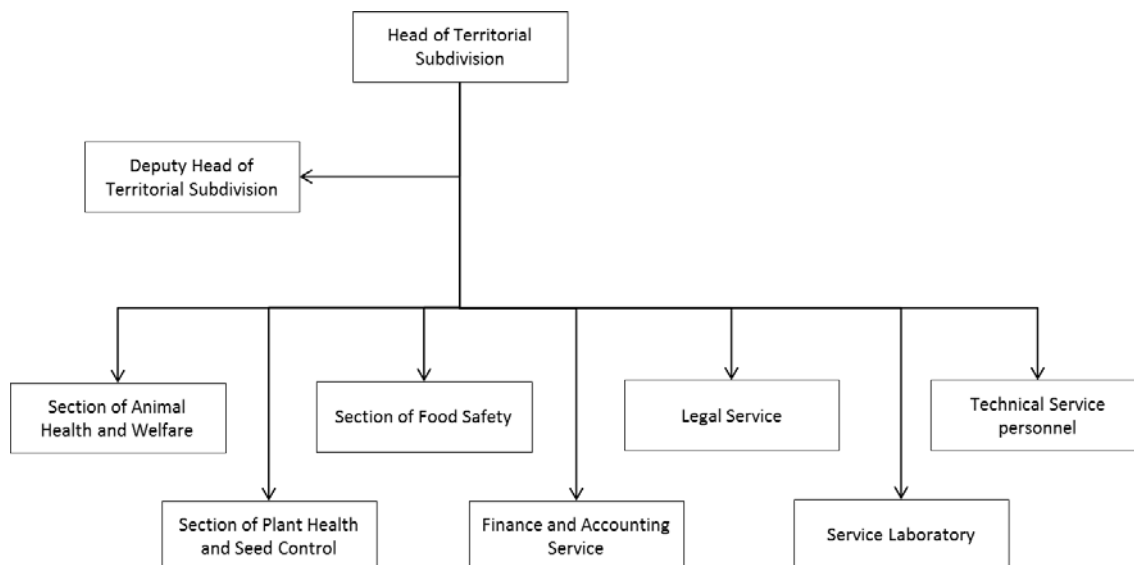 Head of Territorial
Subdivision
Deputy Head of
Territorial Subdivision
Section of Animal
Health and Welfare
Section of Food Safety
Legal Service
Technical Service
personnel
Section of Plant Health
and Seed Control
Finance and Accounting
Service
Service Laboratory